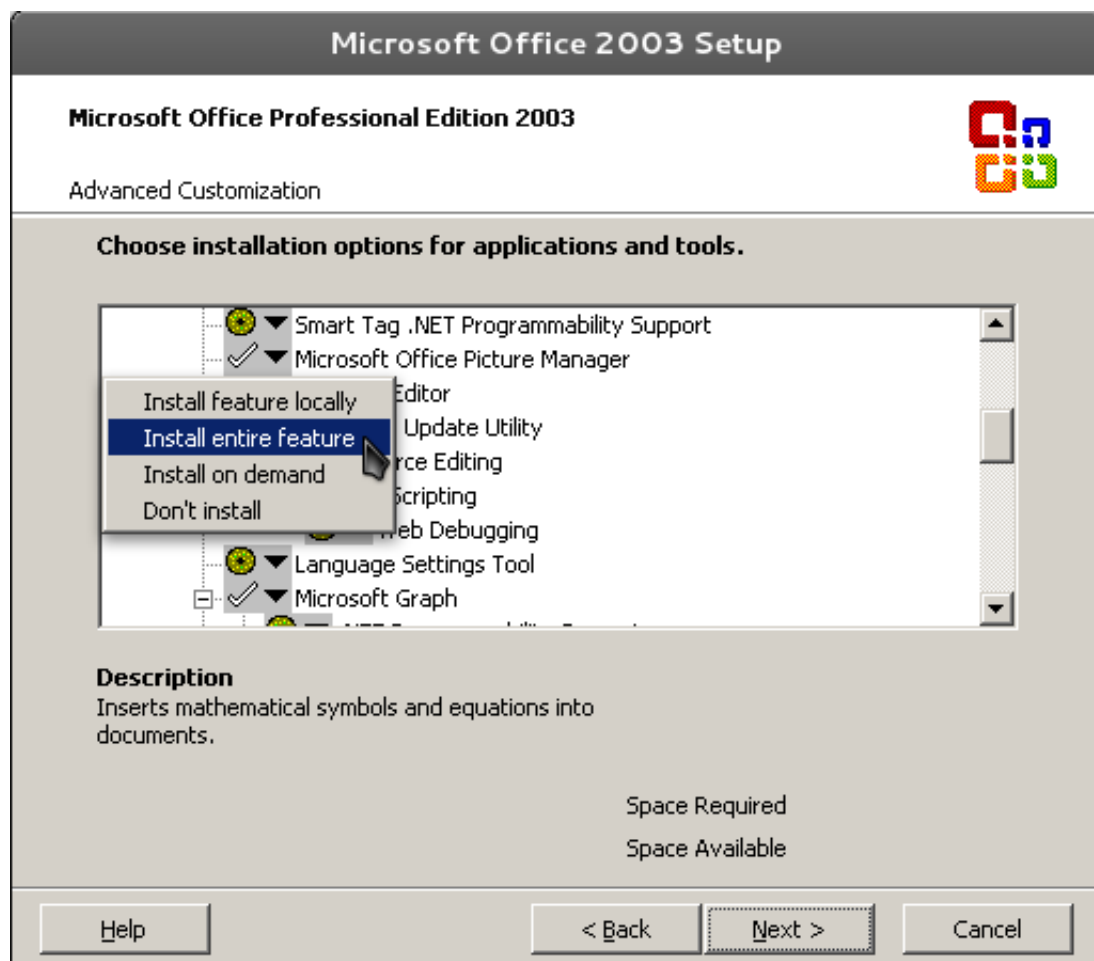 Microsoft Office 2003 Setup
Microsoft Office Professional Edition 2003
Advanced Customization
Choose installation options for applications and tools.
Smart Tag .NET Programmability Support
Microsoft Office Picture Manager
Install feature locally
Editor
Install entire feature
Update Utility
Install on demand
Editing
Don't install
Scripting
Debugging
Language Settings Tool
Microsoft Graph
Description
Inserts mathematical symbols and equations into
documents.
Space Required
Space Available
Help
< Back
Next >
Cancel